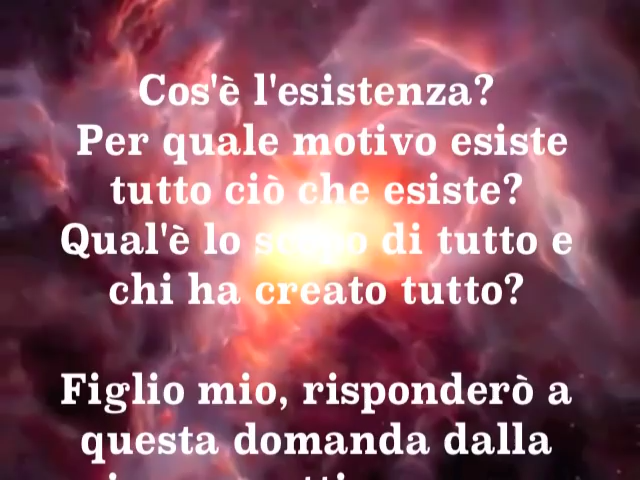 Cos'è l'esistenza?
Per quale motivo esiste
tutto ciò che esiste?
Qual'è lo scopo di tutto e
chi ha creato tutto?
Figlio mio, risponderò a
questa domanda dalla